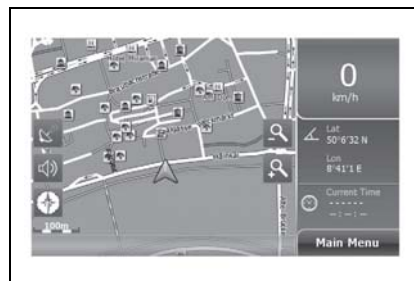 0
km/h
Lat
50°6'32 N
Lon
8°41'1 E
Current Time
------
--:--:--
100m
Main Menu